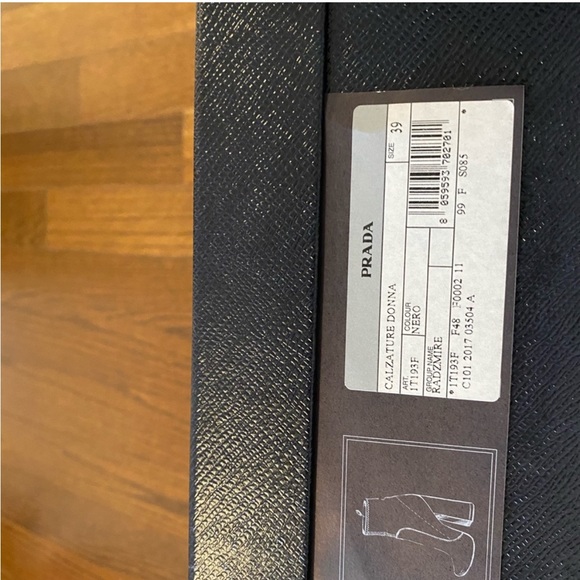 PRADA
CALZATURE DONNA SIZE 39
ART. COLOUR
1T193F NERO
GROUP NAME
RADZMIRE
8 059593 702701
*1T193F F48 F0002 11 99 F S085 *
C101 2017 03504 A